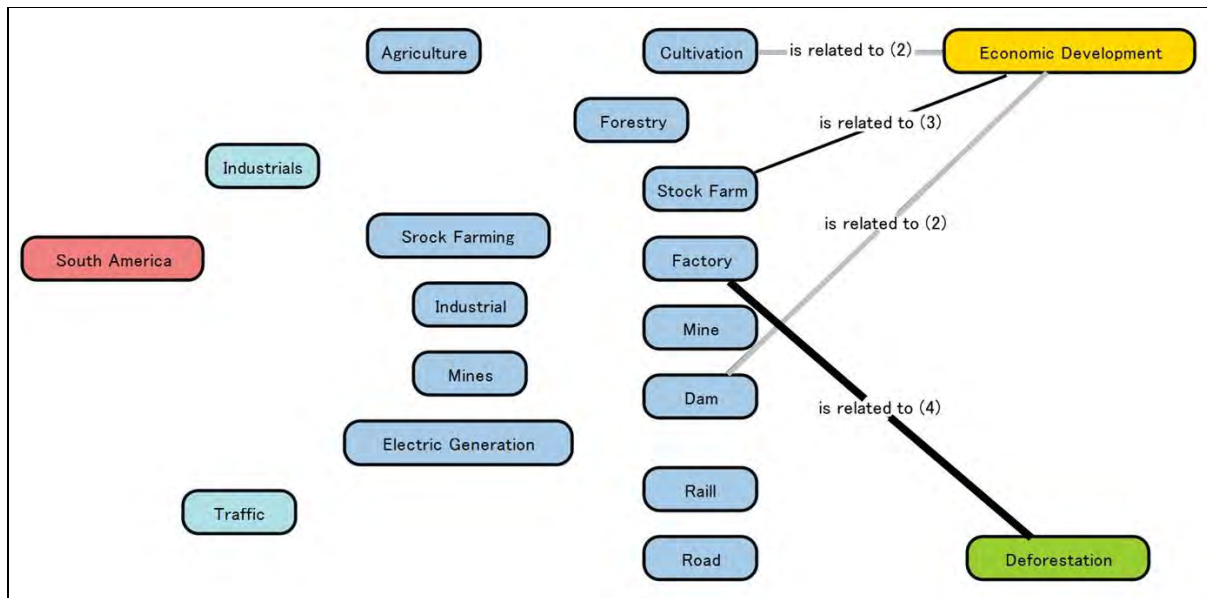 Agriculture
Cultivation
is related to (2)
Economic Development
Forestry
is related to (3)
Industrials
Stock Farm
is related to (2)
Srock Farming
South America
Factory
Industrial
Mine
Mines
Dam
is related to (4)
Electric Generation
Raill
Traffic
Road
Deforestation